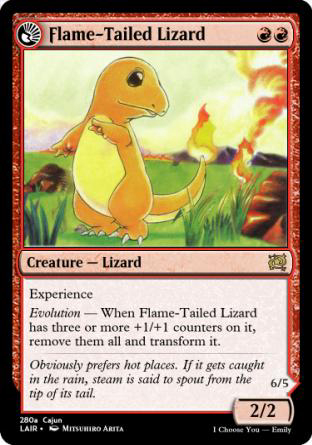 Flame-Tailed Lizard
Creature — Lizard
Experience
Evolution — When Flame-Tailed Lizard
has three or more +1/+1 counters on it,
remove them all and transform it.
Obviously prefers hot places. If it gets caught
in the rain, steam is said to spout from the
tip of its tail.
6/5
2/2
280a Cajun
LAIR • Mitsuhiro Arita
I Choose You — Emily